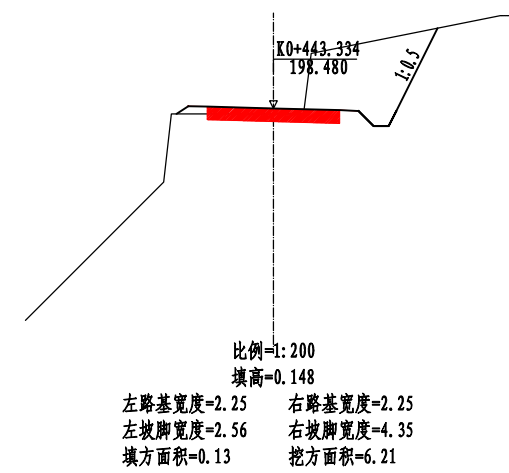 K0+443.334
198.480
1:0.5
比例=1:200
填高=0.148
左路基宽度=2.25 右路基宽度=2.25
左坡脚宽度=2.56 右坡脚宽度=4.35
填方面积=0.13 挖方面积=6.21